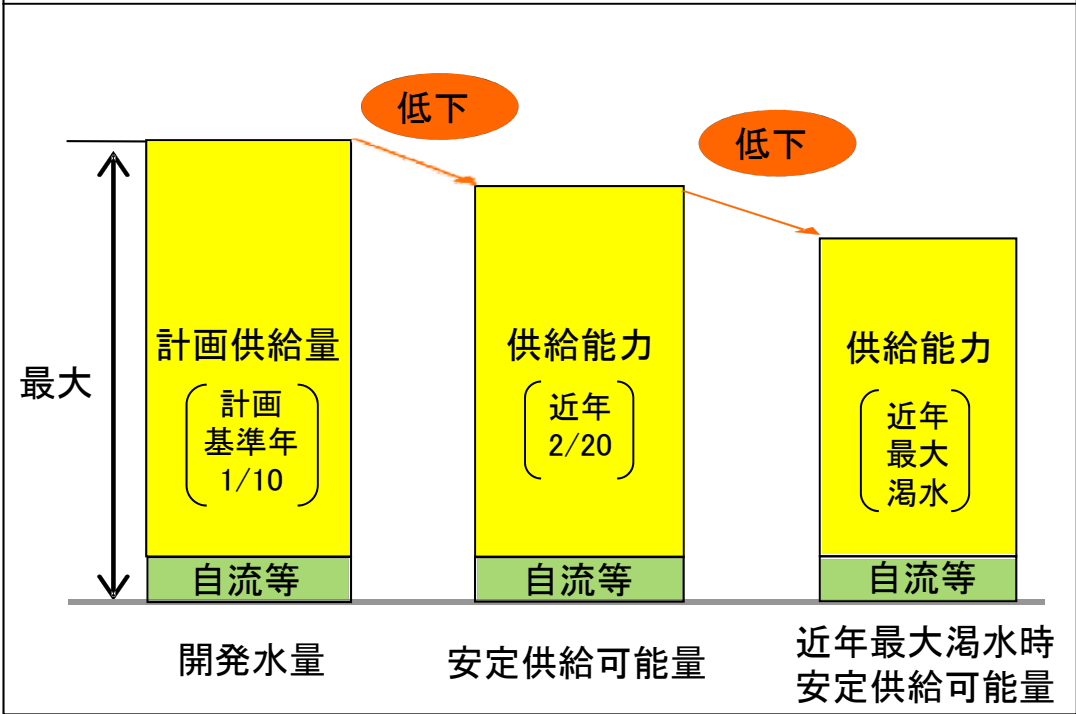 低下
低下
最大
計画供給量
計画
基準年
1/10
自流等
開発水量
供給能力
近年
2/20
自流等
安定供給可能量
供給能力
近年
最大
渇水
自流等
近年最大渇水時
安定供給可能量